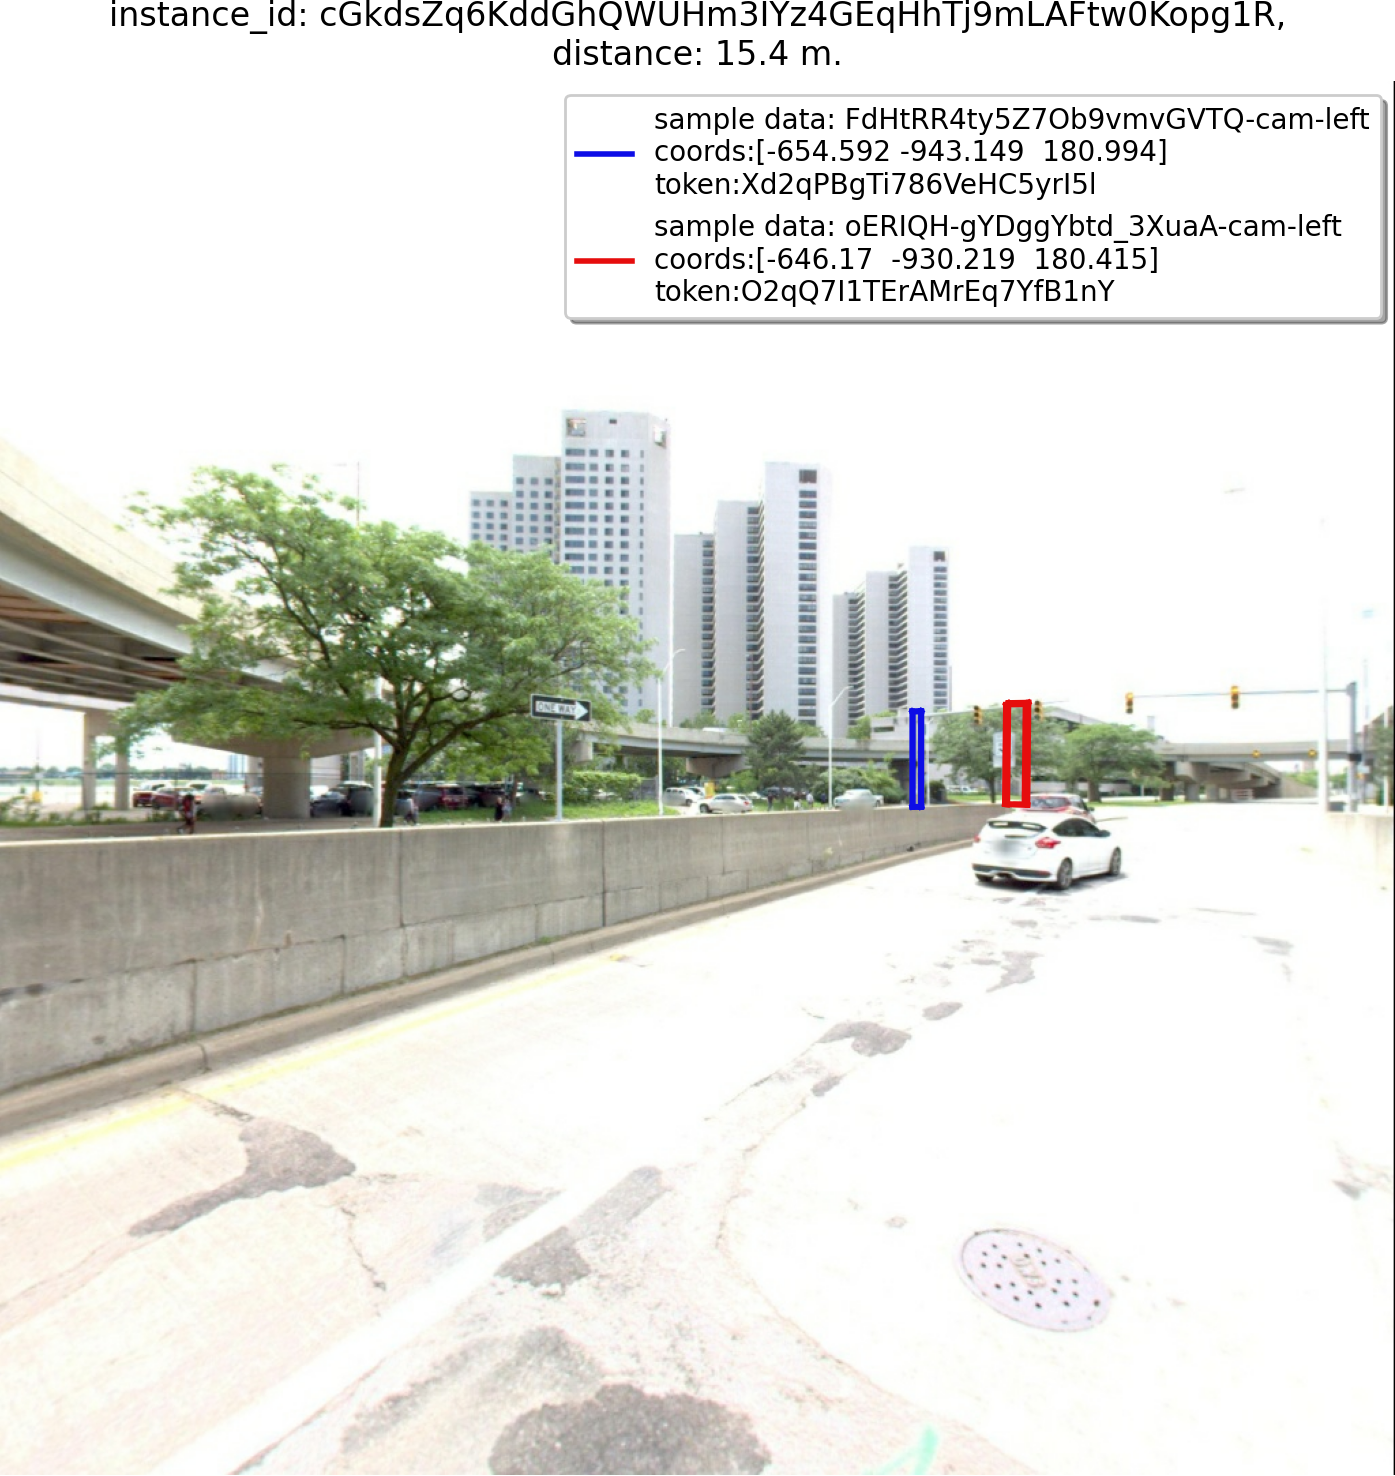 instance_id: cGkdsZq6KddGhQWUHm3IYz4GEqHhTj9mLAFtw0Kopg1R,
distance: 15.4 m.
sample data: FdHtRR4ty5Z7Ob9vmvGVTQ-cam-left
coords:[-654.592 -943.149  180.994]
token:Xd2qPBgTi786VeHC5yrI5l
sample data: oERIQH-gYDggYbtd_3XuaA-cam-left
coords:[-646.17  -930.219  180.415]
token:O2qQ7I1TErAMrEq7YfB1nY
ONE WAY